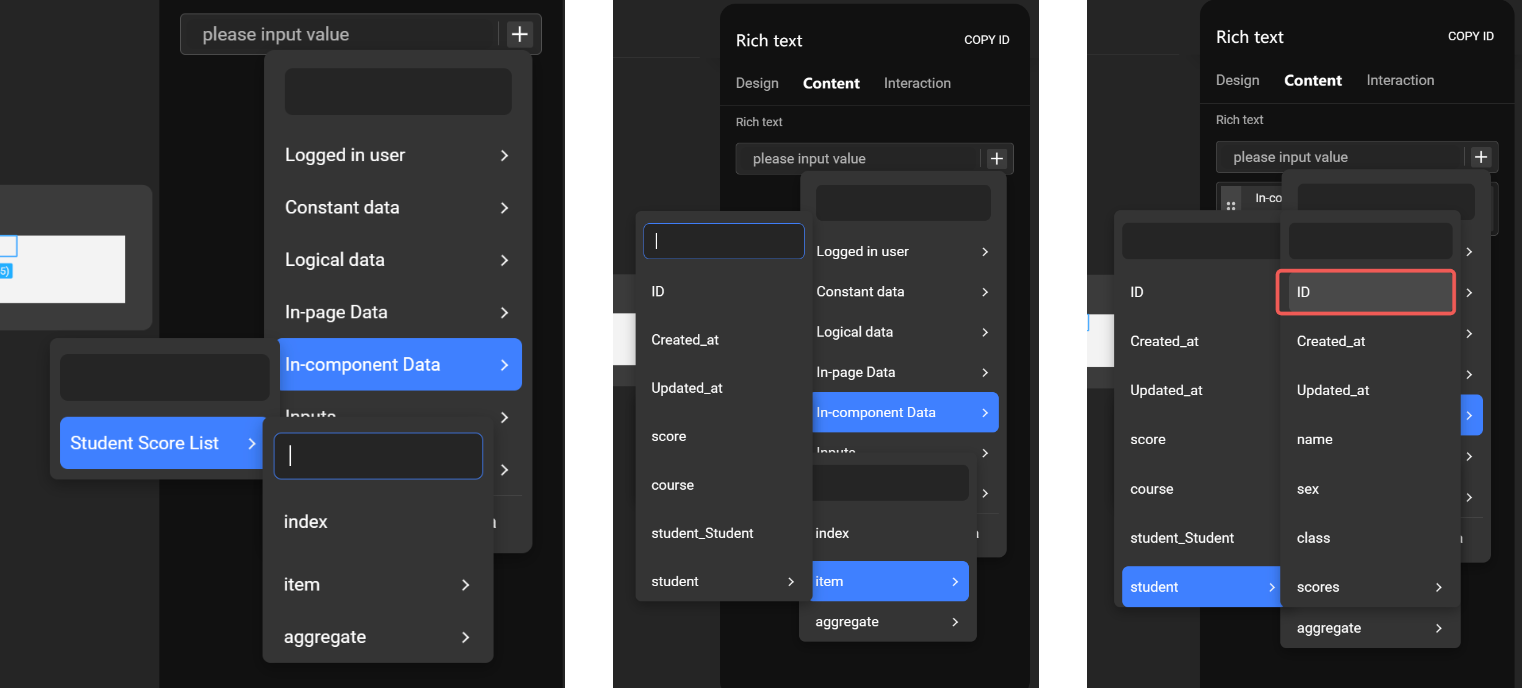 please input value
Logged in user
Constant data
Logical data
In-page Data
In-component Data
Inputs
Student Score List
index
item
aggregate
5)
Rich text
COPY ID
Design
Content
Interaction
Rich text
please input value
Logged in user
Constant data
Logical data
In-page Data
In-component Data
Inputs
ID
Created_at
Updated_at
score
course
student_Student
student
index
item
aggregate
Rich text
COPY ID
Design
Content
Interaction
Rich text
please input value
In-co
ID
Created_at
Updated_at
score
course
student_Student
student
ID
Created_at
Updated_at
name
sex
class
scores
aggregate